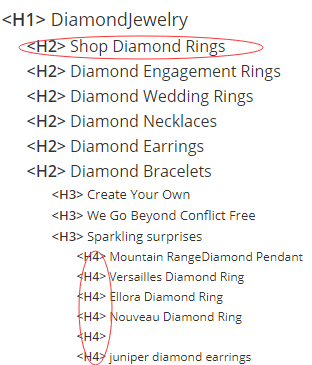 <H1> DiamondJewelry
<H2> Shop Diamond Rings
<H2> Diamond Engagement Rings
<H2> Diamond Wedding Rings
<H2> Diamond Necklaces
<H2> Diamond Earrings
<H2> Diamond Bracelets
<H3> Create Your Own
<H3> We Go Beyond Conflict Free
<H3> Sparkling surprises
<H4> Mountain RangeDiamond Pendant
<H4> Versailles Diamond Ring
<H4> Ellora Diamond Ring
<H4> Nouveau Diamond Ring
<H4>
<H4> juniper diamond earrings